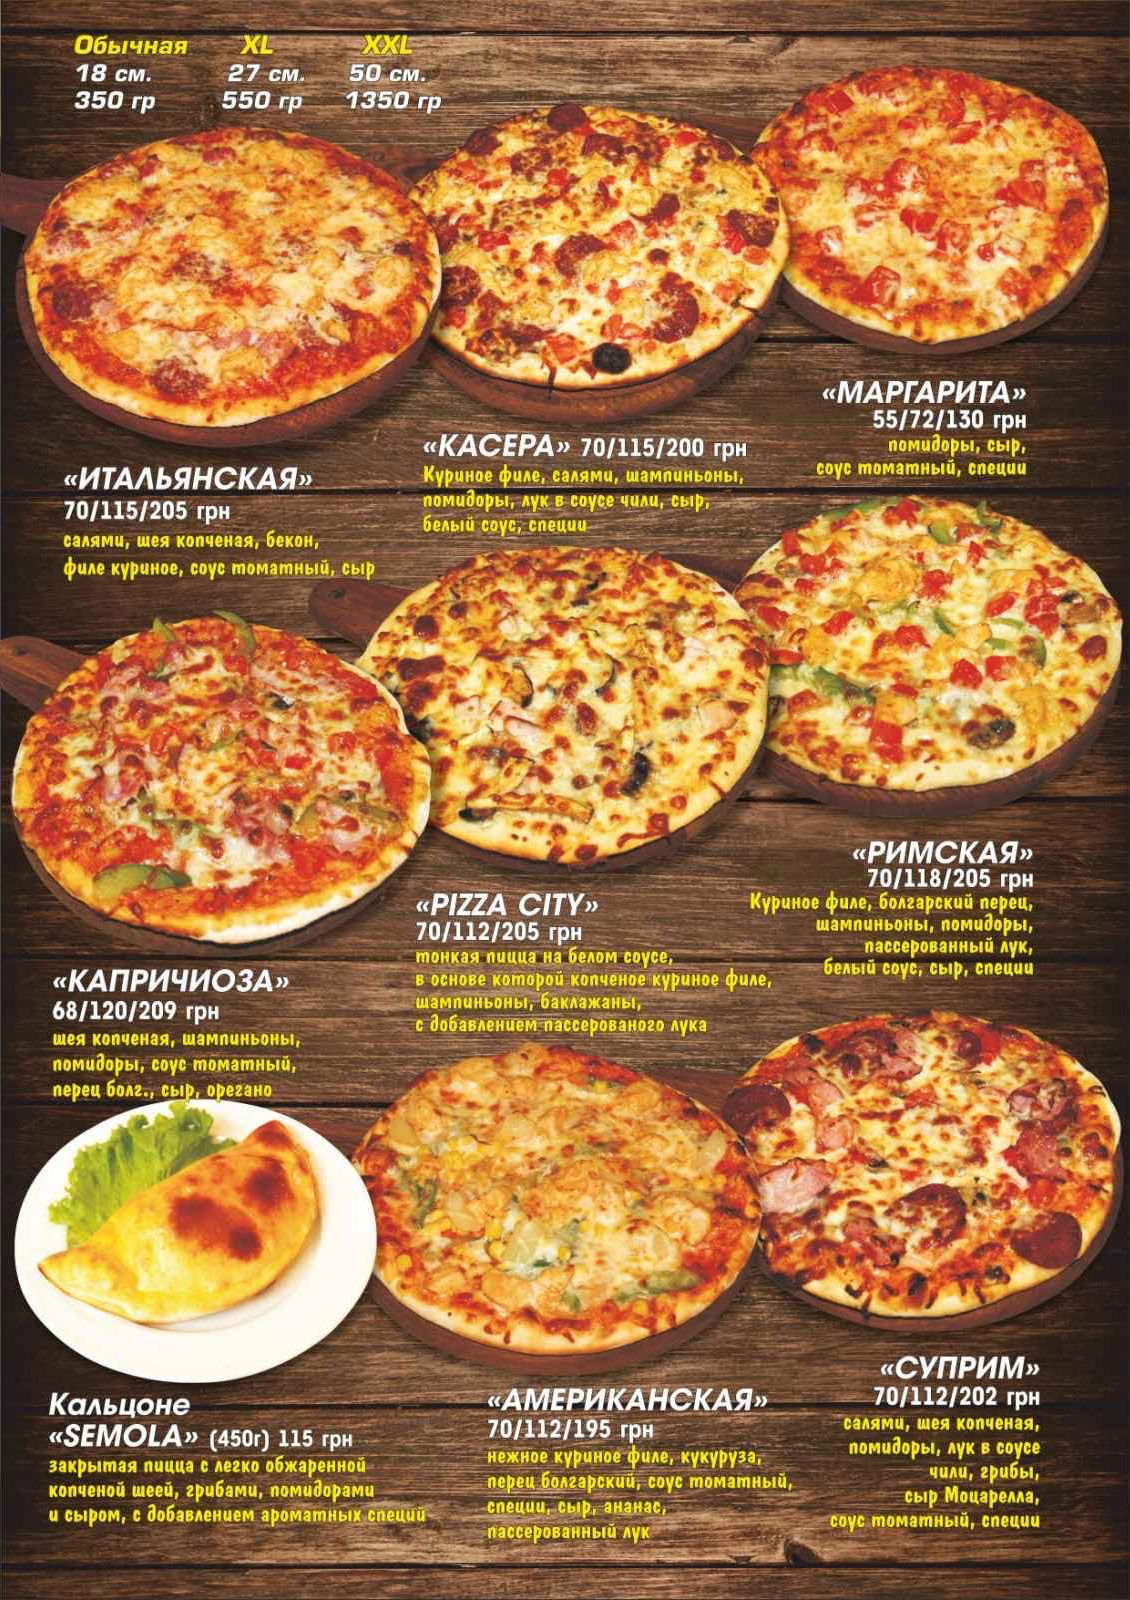 Обычная XL XXL
18 см. 27 см. 50 см.
350 гр 550 гр 1350 гр
«МАРГАРИТА»
55/72/130 грн
помидоры, сыр,
соус томатный, специи
«КАСЕРА» 70/115/200 грн
Куриное филе, салями, шампиньоны,
помидоры, лук в соусе чили, сыр,
белый соус, специи
«ИТАЛЬЯНСКАЯ»
70/115/205 грн
салями, шея копченая, бекон,
филе куриное, соус томатный, сыр
«РИМСКАЯ»
70/118/205 грн
Куриное филе, болгарский перец,
шампиньоны, помидоры,
пассерованный лук,
белый соус, сыр, специи
«PIZZA CITY»
70/112/205 грн
тонкая пицца на белом соусе,
в основе которой копченое куриное филе,
шампиньоны, баклажаны,
с добавлением пассерованого лука
«КАПРИЧИОЗА»
68/120/209 грн
шея копченая, шампиньоны,
помидоры, соус томатный,
перец болг., сыр, орегано
Кальцоне
«SEMOLA» (450г) 115 грн
закрытая пицца с легко обжаренной
копченой шеей, грибами, помидорами
и сыром, с добавлением ароматных специй
«АМЕРИКАНСКАЯ»
70/112/195 грн
нежное куриное филе, кукуруза,
перец болгарский, соус томатный,
специи, сыр, ананас,
пассерованный лук
«СУПРИМ»
70/112/202 грн
салями, шея копченая,
помидоры, лук в соусе
чили, грибы,
сыр Моцарелла,
соус томатный, специи